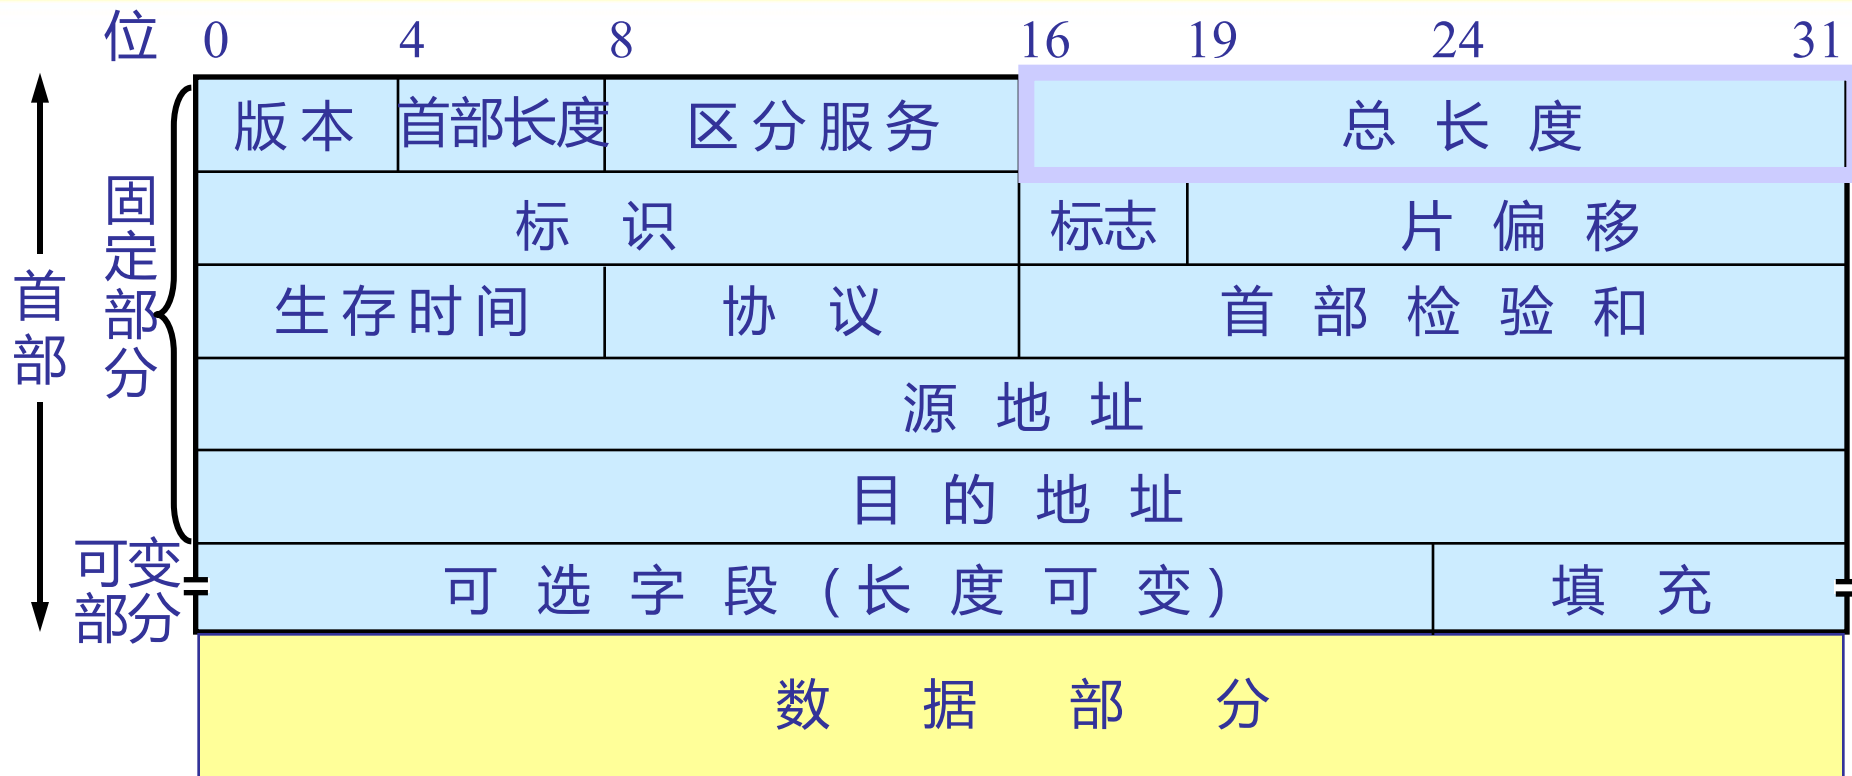 位 0 4 8 16 19 24 31
版本 首部长度 区分服务 总长度
标识 标志 片偏移
生存时间 协议 首部检验和
源地址
目的地址
可选字段(长度可变) 填充
数据部分
首部
固定部分
可变
部分